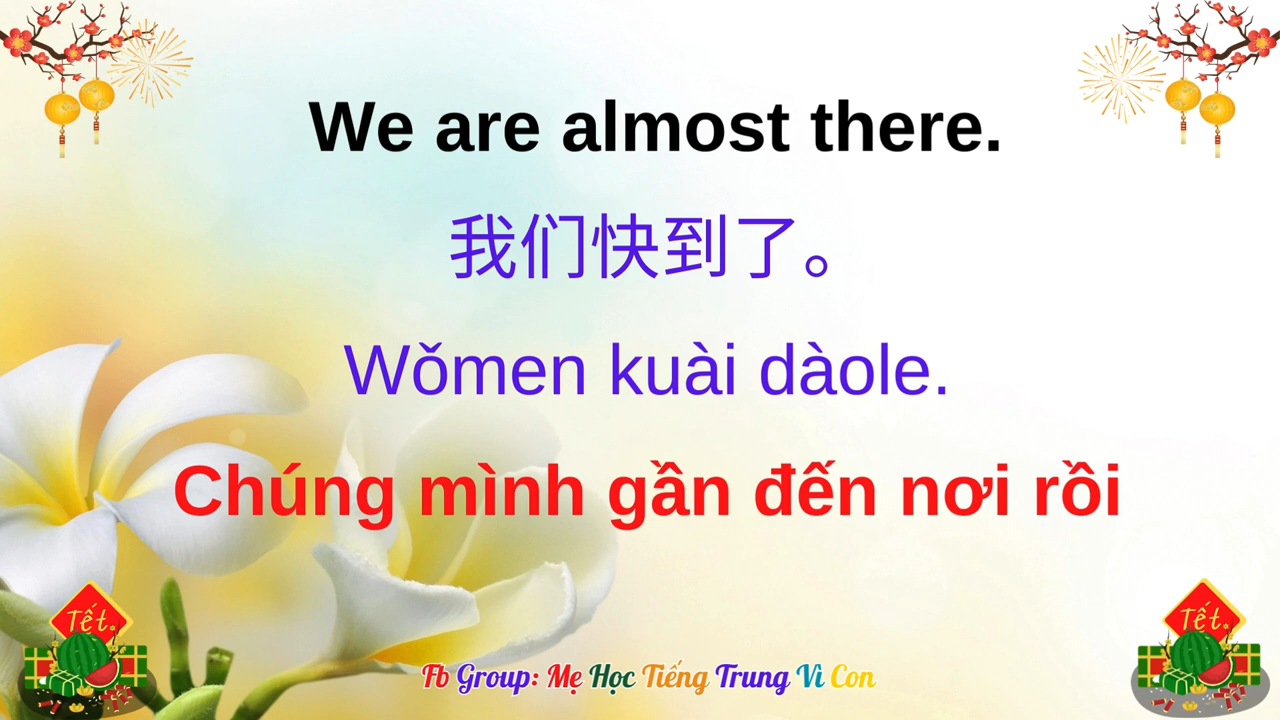 We are almost there.
我们快到了。
Wǒmen kuài dàole.
Chúng mình gần đến nơi rồi
Tết
Tết
Fb Group: Mẹ Học Tiếng Trung Vì Con